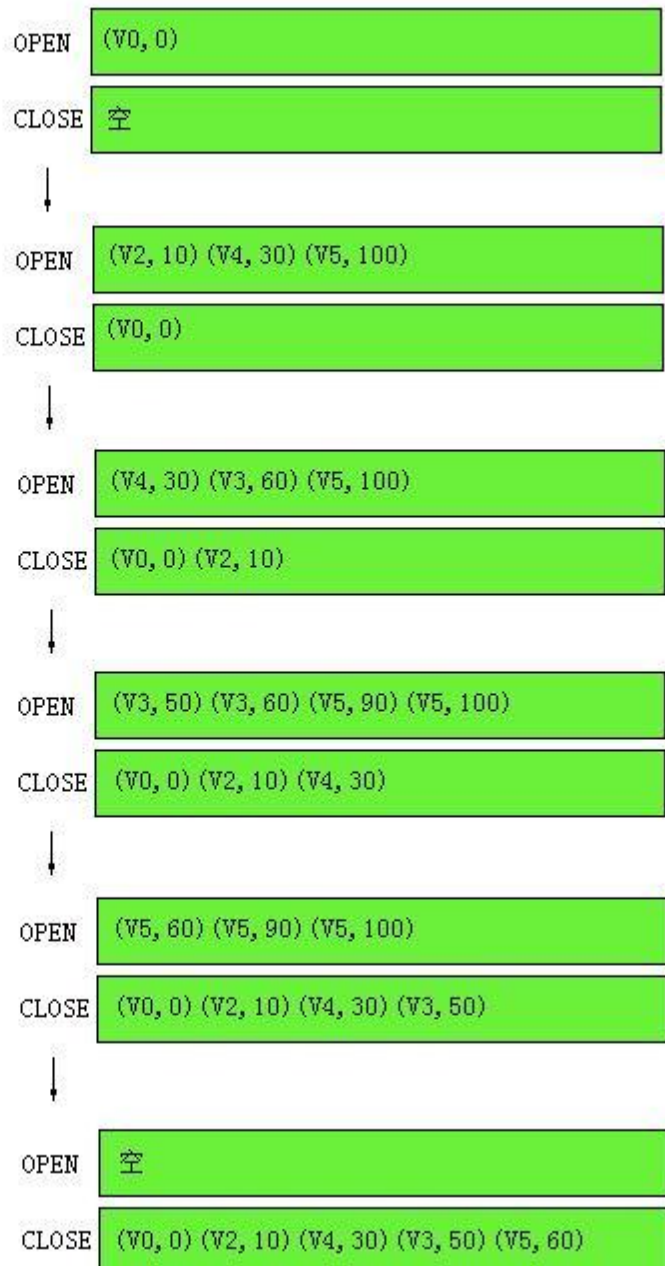 OPEN (V0, 0)
CLOSE 空
OPEN (V2, 10) (V4, 30) (V5, 100)
CLOSE (V0, 0)
OPEN (V4, 30) (V3, 60) (V5, 100)
CLOSE (V0, 0) (V2, 10)
OPEN (V3, 50) (V3, 60) (V5, 90) (V5, 100)
CLOSE (V0, 0) (V2, 10) (V4, 30)
OPEN (V5, 60) (V5, 90) (V5, 100)
CLOSE (V0, 0) (V2, 10) (V4, 30) (V3, 50)
OPEN 空
CLOSE (V0, 0) (V2, 10) (V4, 30) (V3, 50) (V5, 60)